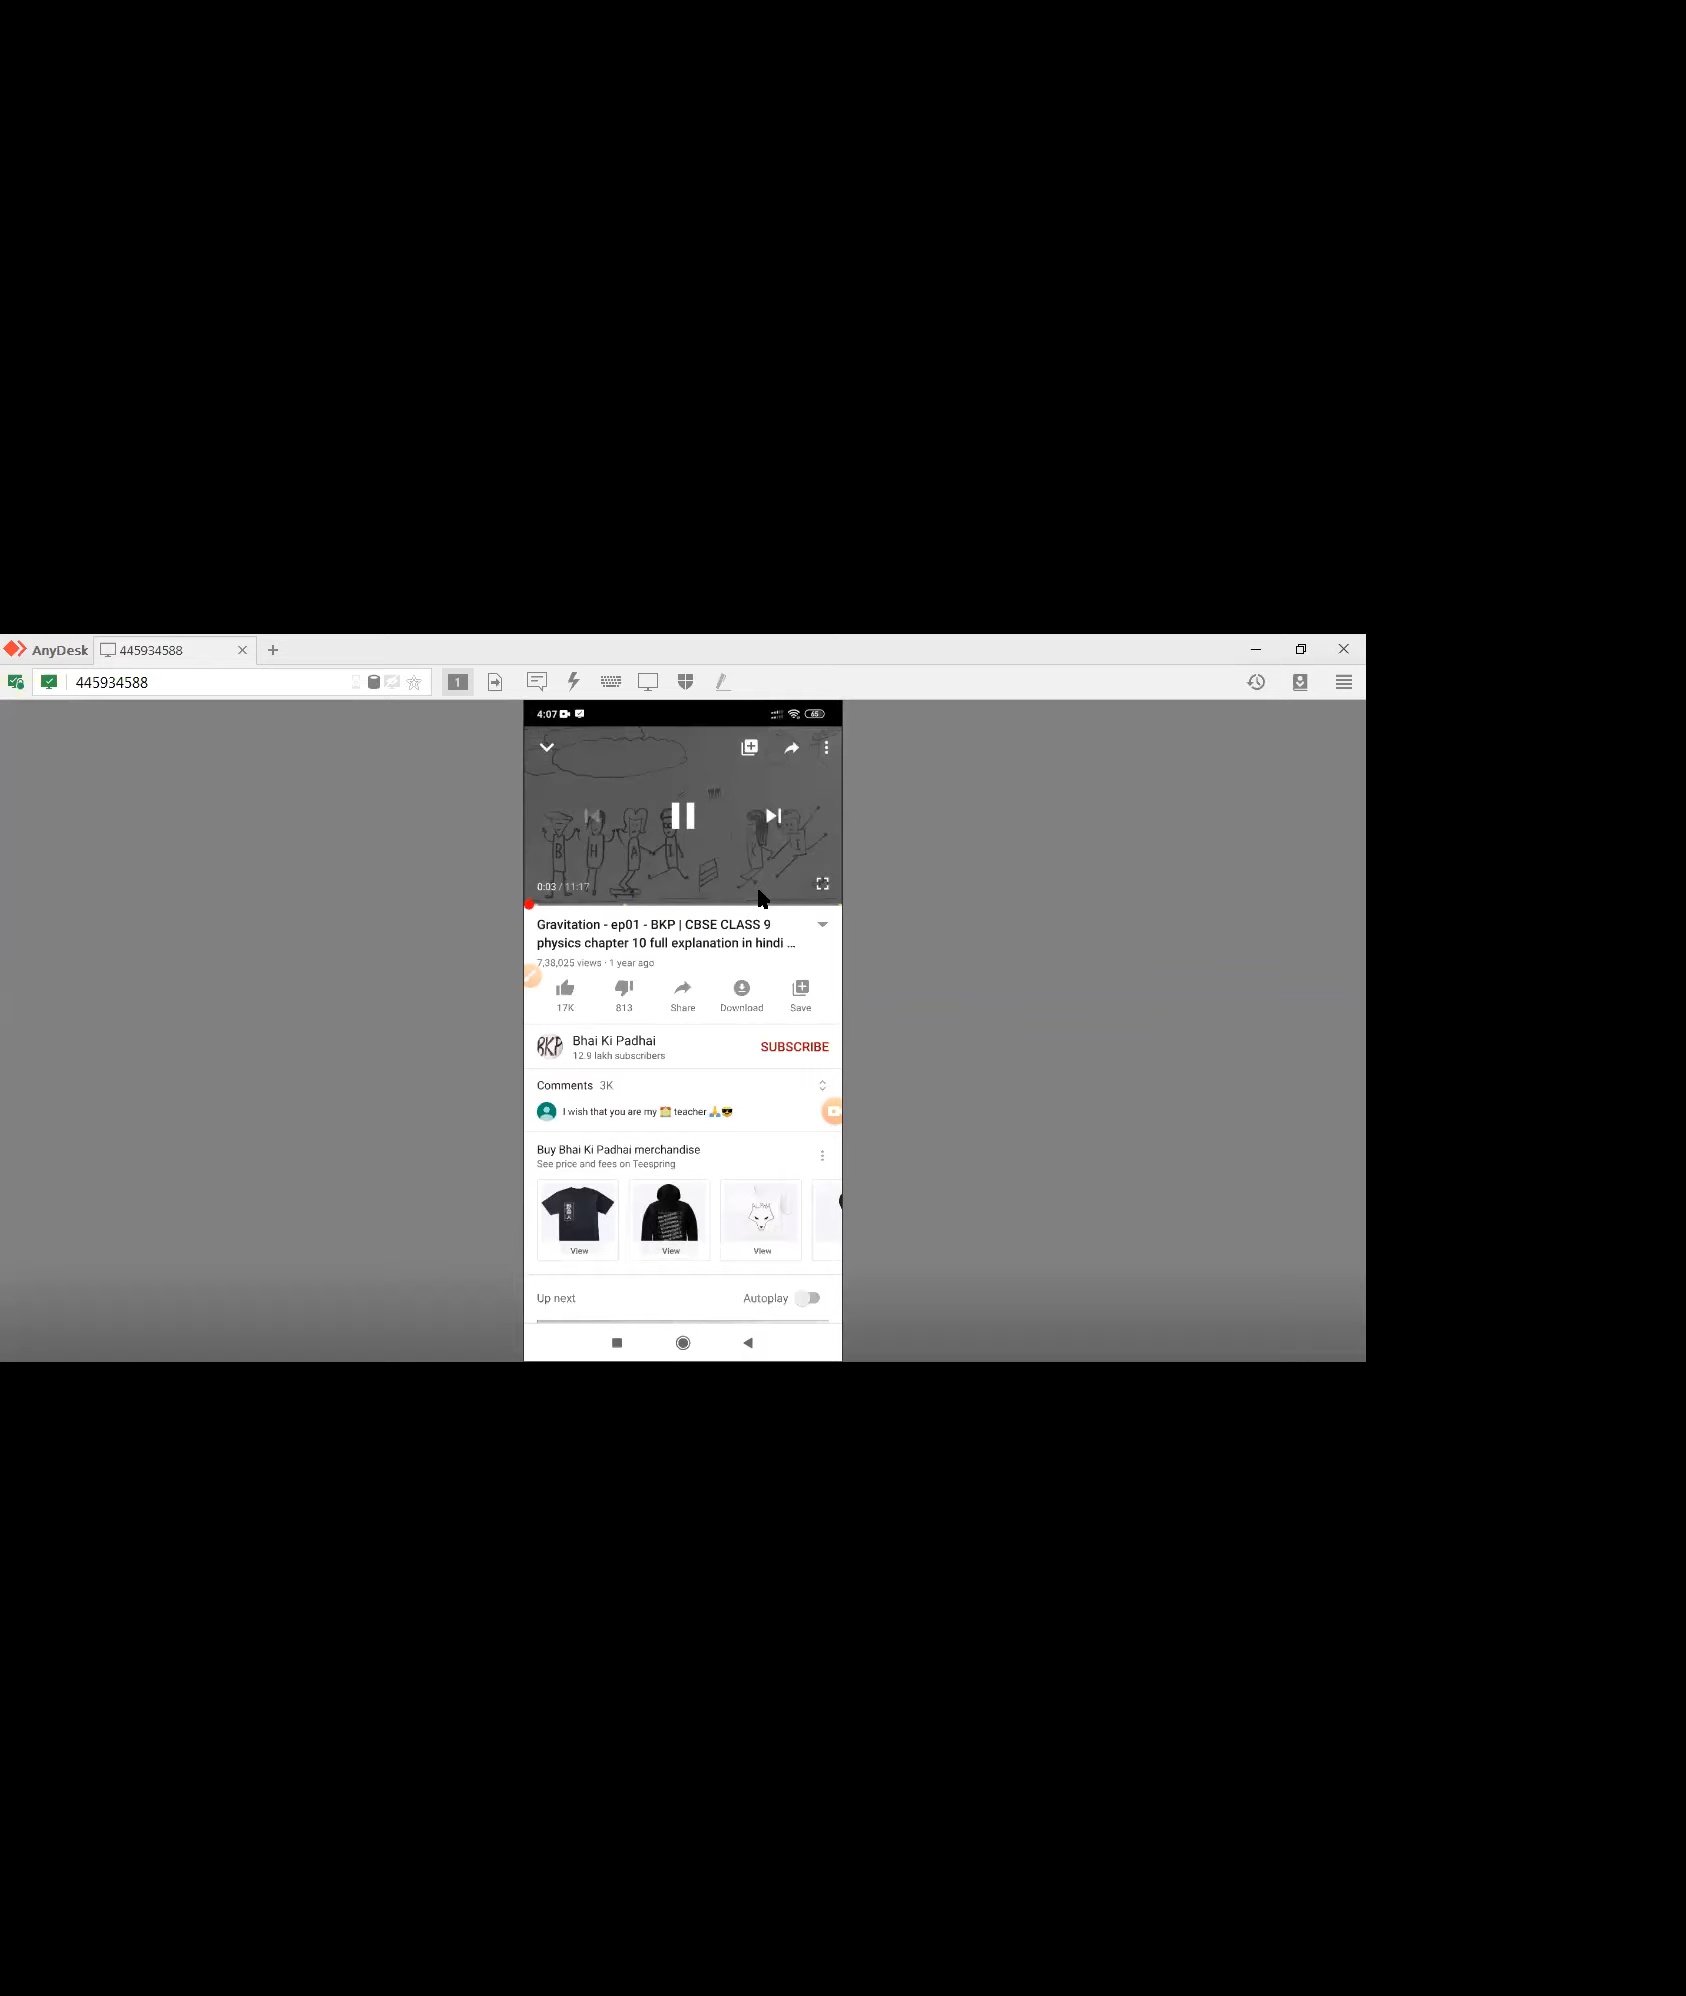 AnyDesk
445934588
445934588
1
4:07
65
B H A I K I
0:03 / 11:17
Gravitation - ep01 - BKP | CBSE CLASS 9
physics chapter 10 full explanation in hindi ...
7,38,025 views · 1 year ago
17K
813
Share
Download
Save
BKP
Bhai Ki Padhai
12.9 lakh subscribers
SUBSCRIBE
Comments 3K
I wish that you are my 🤗 teacher 🙏😎
Buy Bhai Ki Padhai merchandise
See price and fees on Teespring
View
View
View
Up next
Autoplay